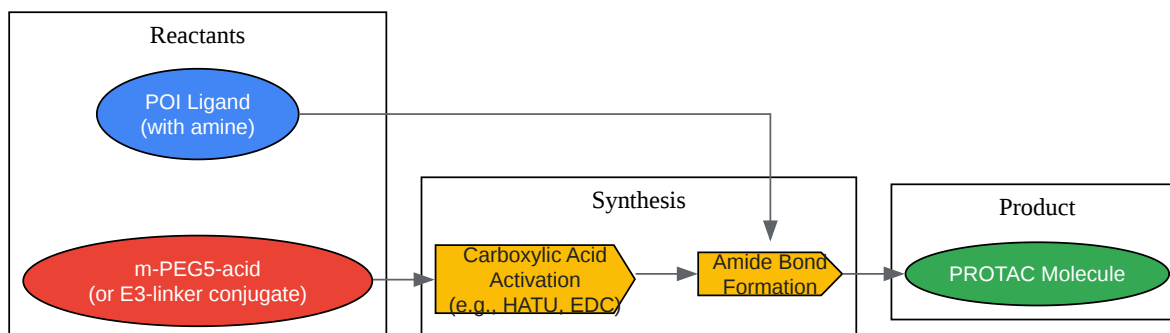 Reactants
POI Ligand
(with amine)
m-PEG5-acid
(or E3-linker conjugate)
Synthesis
Carboxylic Acid
Activation
(e.g., HATU, EDC)
Amide Bond
Formation
Product
PROTAC Molecule